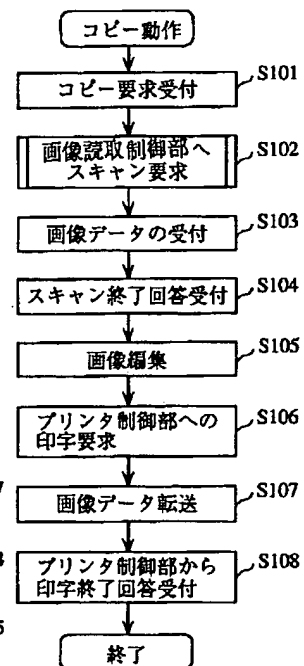 コピー動作
コピー要求受付
S101
画像読取制御部へ
スキャン要求
S102
画像データの受付
S103
スキャン終了回答受付
S104
画像編集
S105
プリンタ制御部への
印字要求
S106
画像データ転送
S107
プリンタ制御部から
印字終了回答受付
S108
終了